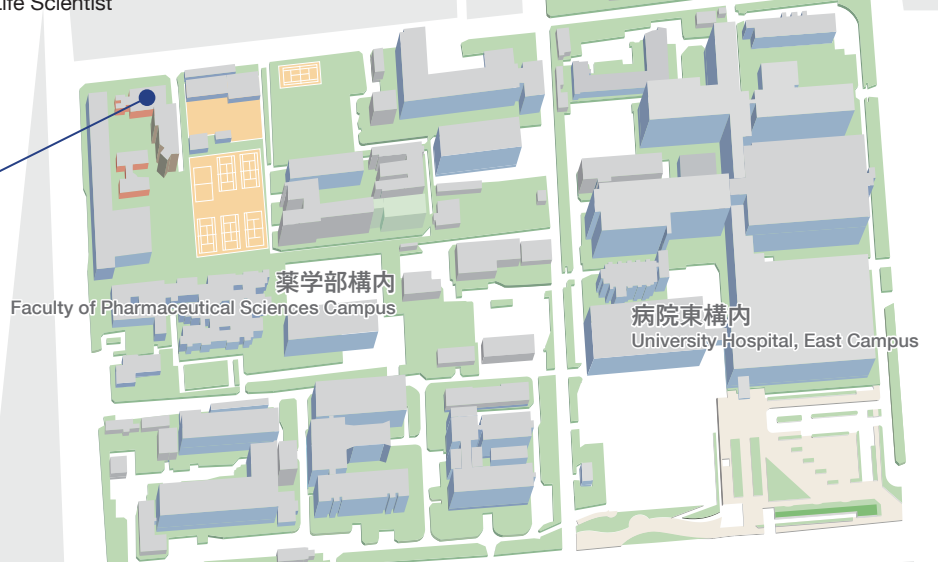 Life Scientist
薬学部構内
Faculty of Pharmaceutical Sciences Campus
病院東構内
University Hospital, East Campus